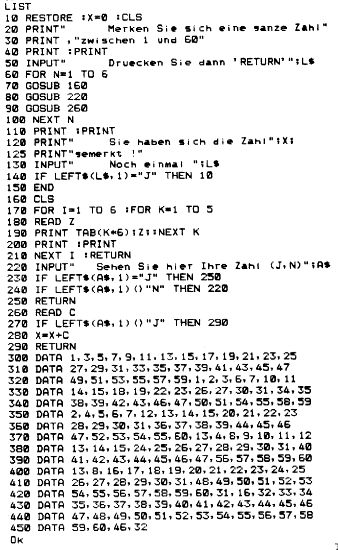 LIST
10 RESTORE :X=0 :CLS
20 PRINT"     Merken Sie sich eine ganze Zahl"
30 PRINT ,"zwischen 1 und 60"
40 PRINT :PRINT
50 INPUT"     Druecken Sie dann 'RETURN'";L$
60 FOR N=1 TO 6
70 GOSUB 160
80 GOSUB 220
90 GOSUB 260
100 NEXT N
110 PRINT :PRINT
120 PRINT"     Sie haben sich die Zahl";X;
125 PRINT"gemerkt !"
130 INPUT"     Noch einmal ";L$
140 IF LEFT$(L$,1)="J" THEN 10
150 END
160 CLS
170 FOR I=1 TO 6 :FOR K=1 TO 5
180 READ Z
190 PRINT TAB(K*6);Z;:NEXT K
200 PRINT :PRINT
210 NEXT I :RETURN
220 INPUT"   Sehen Sie hier Ihre Zahl (J,N)";A$
230 IF LEFT$(A$,1)="J" THEN 250
240 IF LEFT$(A$,1)<>"N" THEN 220
250 RETURN
260 READ C
270 IF LEFT$(A$,1)<>"J" THEN 290
280 X=X+C
290 RETURN
300 DATA 1,3,5,7,9,11,13,15,17,19,21,23,25
310 DATA 27,29,31,33,35,37,39,41,43,45,47
320 DATA 49,51,53,55,57,59,1,2,3,6,7,10,11
330 DATA 14,15,18,19,22,23,26,27,30,31,34,35
340 DATA 38,39,42,43,46,47,50,51,54,55,58,59
350 DATA 2,4,5,6,7,12,13,14,15,20,21,22,23
360 DATA 28,29,30,31,36,37,38,39,44,45,46
370 DATA 47,52,53,54,55,60,13,4,8,9,10,11,12
380 DATA 13,14,15,24,25,26,27,28,29,30,31,40
390 DATA 41,42,43,44,45,46,47,56,57,58,59,60
400 DATA 13,8,16,17,18,19,20,21,22,23,24,25
410 DATA 26,27,28,29,30,31,48,49,50,51,52,53
420 DATA 54,55,56,57,58,59,60,31,16,32,33,34
430 DATA 35,36,37,38,39,40,41,42,43,44,45,46
440 DATA 47,48,49,50,51,52,53,54,55,56,57,58
450 DATA 59,60,46,32
Ok